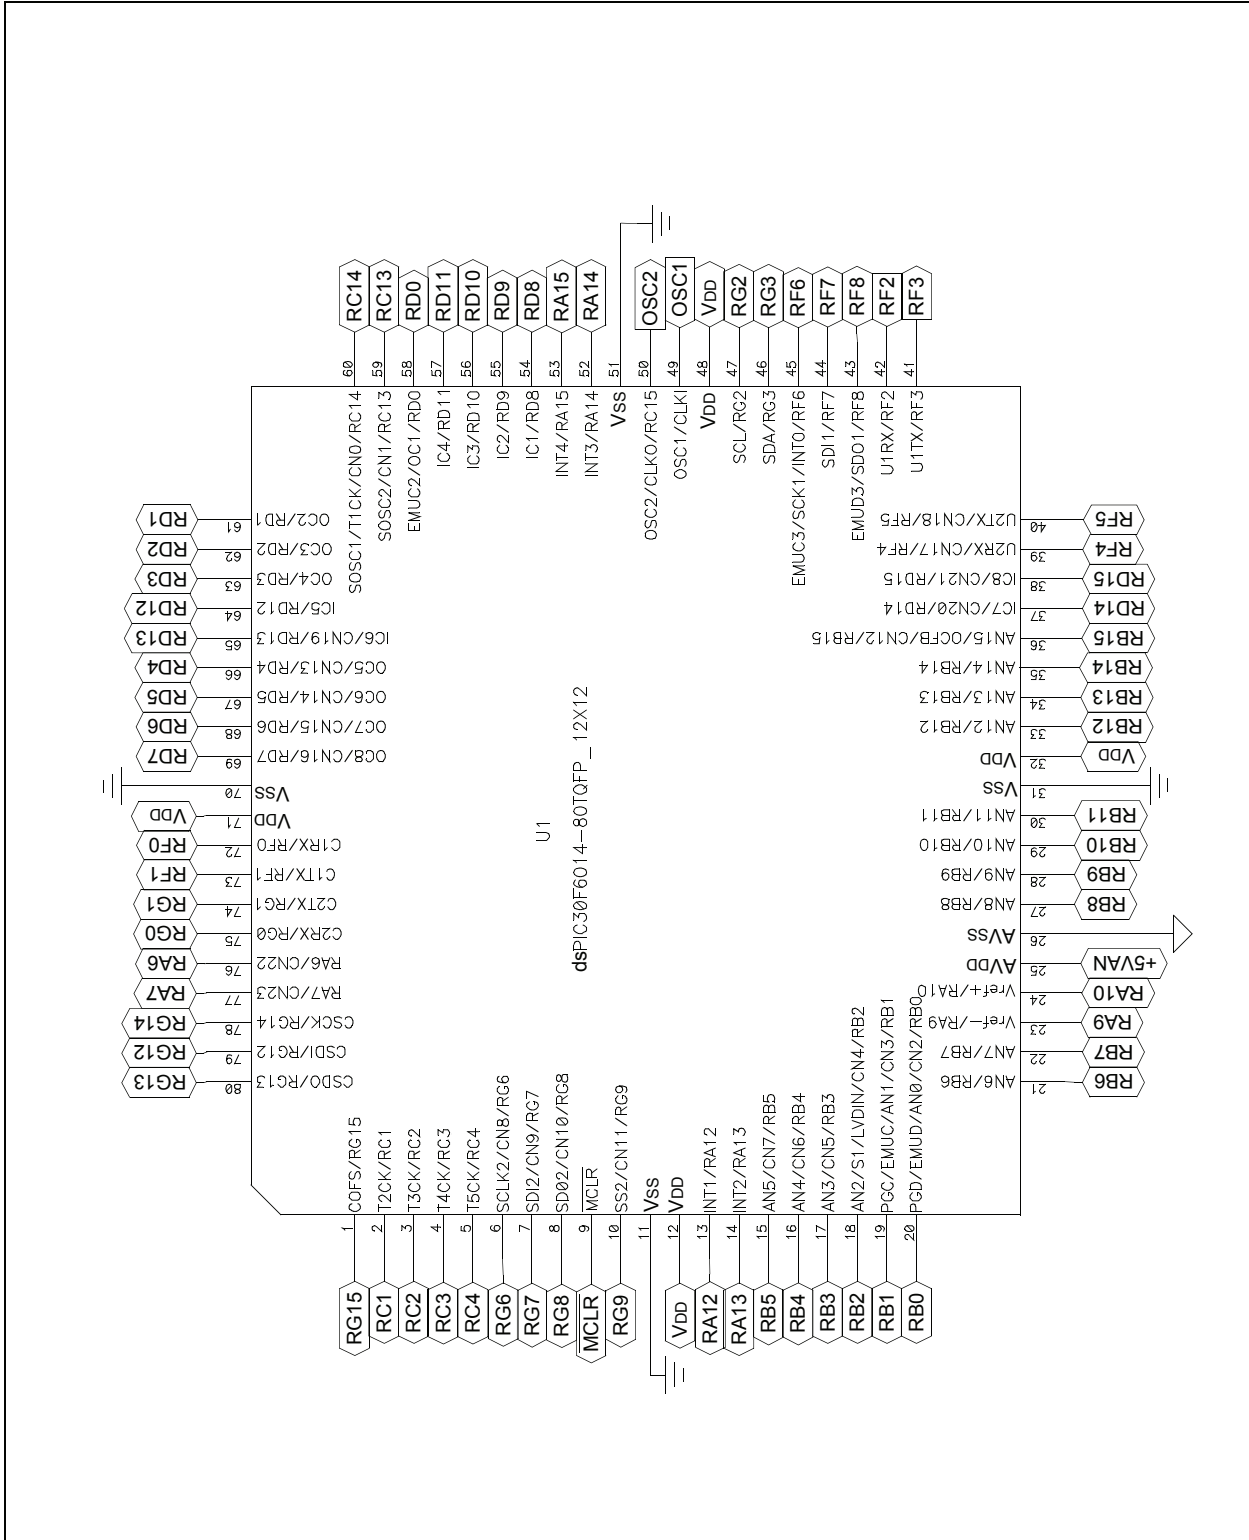 RC14
RC13
RD0
RD11
RD10
RD9
RD8
RA15
RA14
OSC2
OSC1
VDD
RG2
RG3
RF6
RF7
RF8
RF2
RF3
60
59
58
57
56
55
54
53
52
51
50
49
48
47
46
45
44
43
42
41
SOSC1/T1CK/CN0/RC14
SOSC2/CN1/RC13
EMUC2/OC1/RD0
IC4/RD11
IC3/RD10
IC2/RD9
IC1/RD8
INT4/RA15
INT3/RA14
VSS
OSC2/CLKO/RC15
OSC1/CLKI
VDD
SCL/RG2
SDA/RG3
EMUC3/SCK1/INT0/RF6
SDI1/RF7
EMUD3/SDO1/RF8
U1RX/RF2
U1TX/RF3
RD1 61 OC2/RD1
RD2 62 OC3/RD2
RD3 63 OC4/RD3
RD12 64 IC5/RD12
RD13 65 IC6/CN19/RD13
RD4 66 OC5/CN13/RD4
RD5 67 OC6/CN14/RD5
RD6 68 OC7/CN15/RD6
RD7 69 OC8/CN16/RD7
70 VSS
VDD 71 VDD
RF0 72 C1RX/RF0
RF1 73 C1TX/RF1
RG1 74 C2TX/RG1
RG0 75 C2RX/RG0
RA6 76 RA6/CN22
RA7 77 RA7/CN23
RG14 78 CSCK/RG14
RG12 79 CSDI/RG12
RG13 80 CSDO/RG13
U1
dsPIC30F6014-80TQFP_12X12
U2TX/CN18/RF5 40 RF5
U2RX/CN17/RF4 39 RF4
IC8/CN21/RD15 38 RD15
IC7/CN20/RD14 37 RD14
AN15/OCFB/CN12/RB15 36 RB15
AN14/RB14 35 RB14
AN13/RB13 34 RB13
AN12/RB12 33 RB12
VDD 32 VDD
VSS 31
AN11/RB11 30 RB11
AN10/RB10 29 RB10
AN9/RB9 28 RB9
AN8/RB8 27 RB8
AVSS 26
AVDD 25 +5VAN
Vref+/RA10 24 RA10
Vref-/RA9 23 RA9
AN7/RB7 22 RB7
AN6/RB6 21 RB6
COFS/RG15
T2CK/RC1
T3CK/RC2
T4CK/RC3
T5CK/RC4
SCLK2/CN8/RG6
SDI2/CN9/RG7
SDO2/CN10/RG8
MCLR
SS2/CN11/RG9
VSS
VDD
INT1/RA12
INT2/RA13
AN5/CN7/RB5
AN4/CN6/RB4
AN3/CN5/RB3
AN2/S1/LVDIN/CN4/RB2
PGC/EMUC/AN1/CN3/RB1
PGD/EMUD/AN0/CN2/RB0
1
2
3
4
5
6
7
8
9
10
11
12
13
14
15
16
17
18
19
20
RG15
RC1
RC2
RC3
RC4
RG6
RG7
RG8
MCLR
RG9
VDD
RA12
RA13
RB5
RB4
RB3
RB2
RB1
RB0